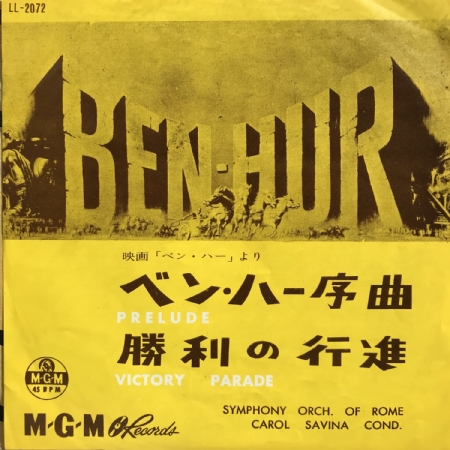 LL-2072
BEN-HUR
映画「ベン・ハー」より
ベン・ハー序曲
PRELUDE
勝利の行進
VICTORY PARADE
M-G-M
45 RPM
M-G-M Records
SYMPHONY ORCH. OF ROME
CAROL SAVINA COND.